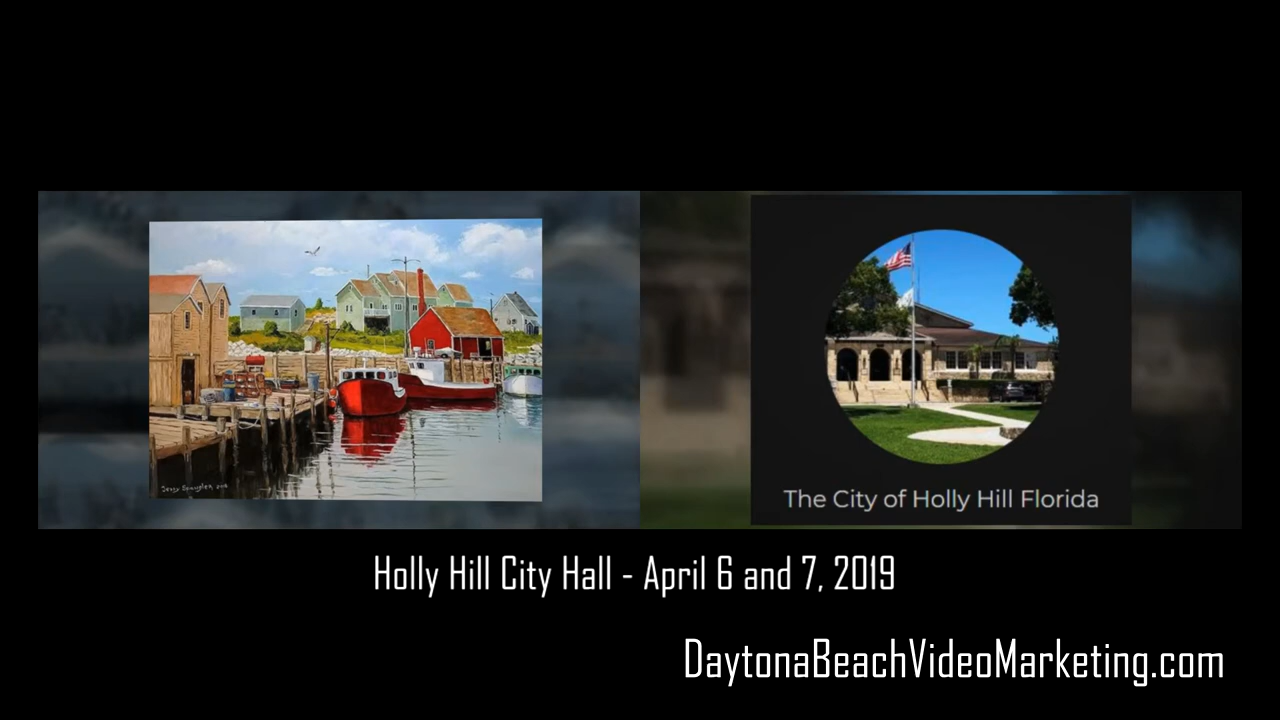 The City of Holly Hill Florida
Holly Hill City Hall - April 6 and 7, 2019
DaytonaBeachVideoMarketing.com